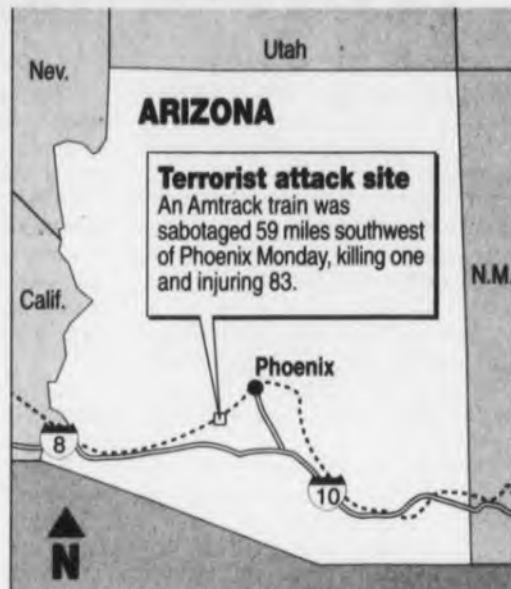 Utah
Nev.
ARIZONA
Terrorist attack site
An Amtrack train was
sabotaged 59 miles southwest
of Phoenix Monday, killing one
and injuring 83.
N.M.
Calif.
Phoenix
8
10
N